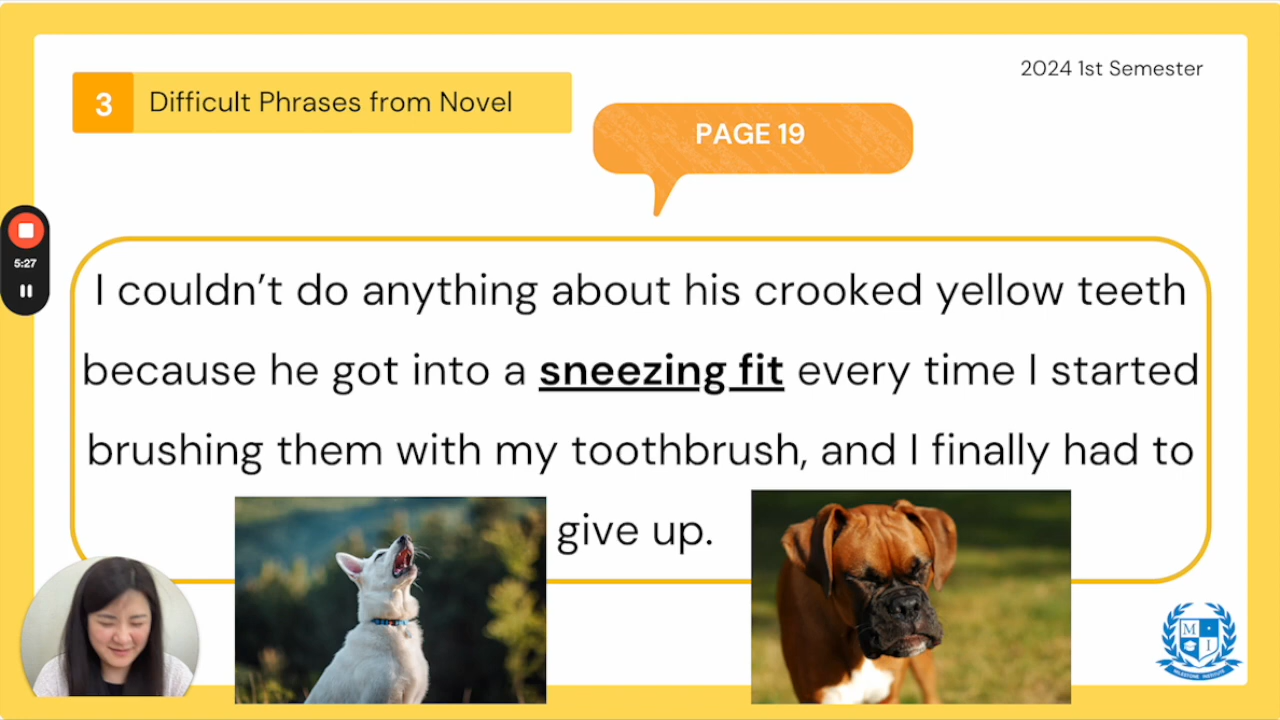 2024 1st Semester
3 Difficult Phrases from Novel
PAGE 19
5:27
I couldn't do anything about his crooked yellow teeth
because he got into a sneezing fit every time I started
brushing them with my toothbrush, and I finally had to
give up.
M I
MILESTONE INSTITUTE